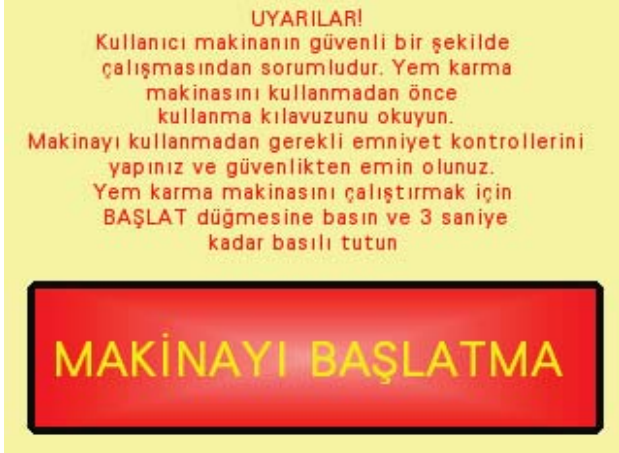 UYARILAR!
Kullanıcı makinanın güvenli bir şekilde
çalışmasından sorumludur. Yem karma
makinasını kullanmadan önce
kullanma kılavuzunu okuyun.
Makinayı kullanmadan gerekli emniyet kontrollerini
yapınız ve güvenlikten emin olunuz.
Yem karma makinasını çalıştırmak için
BAŞLAT düğmesine basın ve 3 saniye
kadar basılı tutun
MAKİNAYI BAŞLATMA